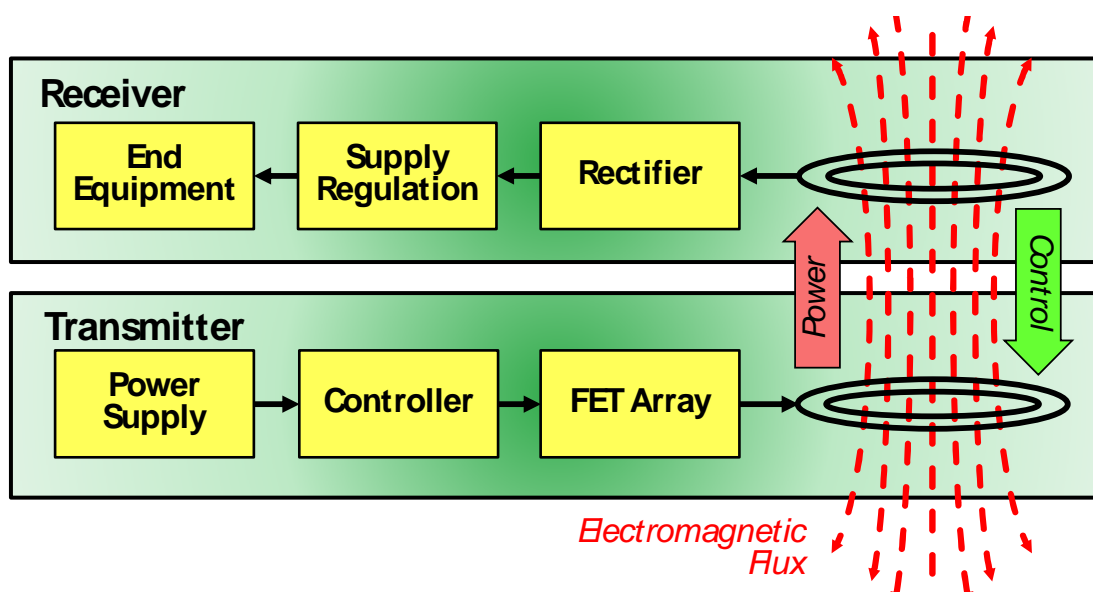 Receiver
End
Equipment
Supply
Regulation
Rectifier
Power
Control
Transmitter
Power
Supply
Controller
FET Array
Electromagnetic
Flux